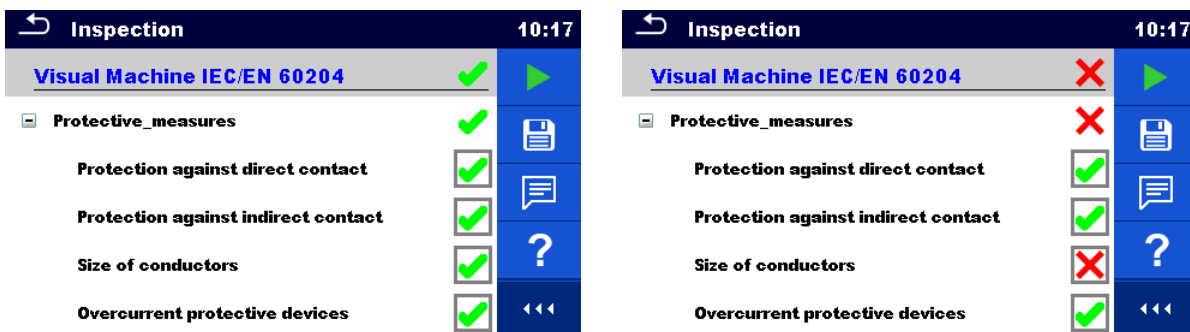 Inspection 10:17
Visual Machine IEC/EN 60204
Protective_measures
Protection against direct contact
Protection against indirect contact
Size of conductors
Overcurrent protective devices
?
Inspection 10:17
Visual Machine IEC/EN 60204
Protective_measures
Protection against direct contact
Protection against indirect contact
Size of conductors
Overcurrent protective devices
?